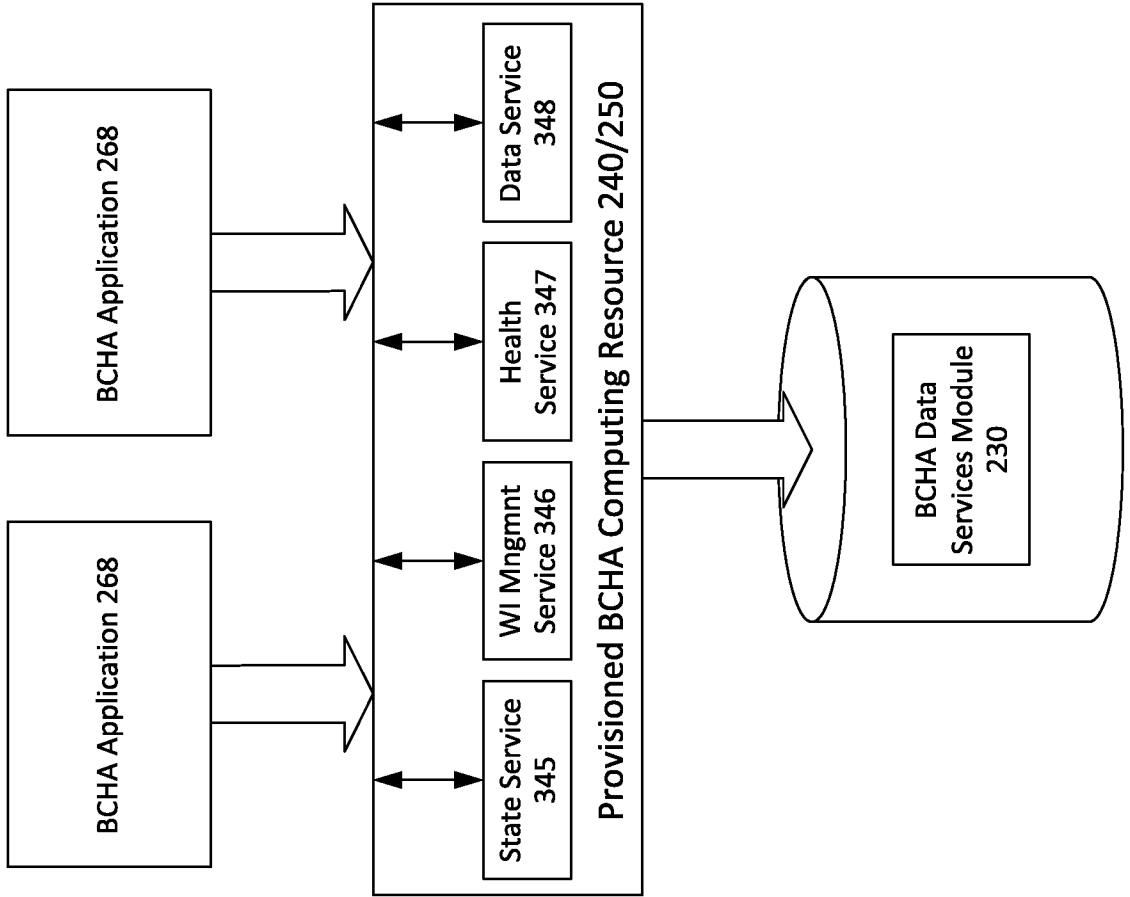 BCHA Application 268
BCHA Application 268
State Service
345
WI Mngmnt
Service 346
Health
Service 347
Data Service
348
Provisioned BCHA Computing Resource 240/250
BCHA Data
Services Module
230